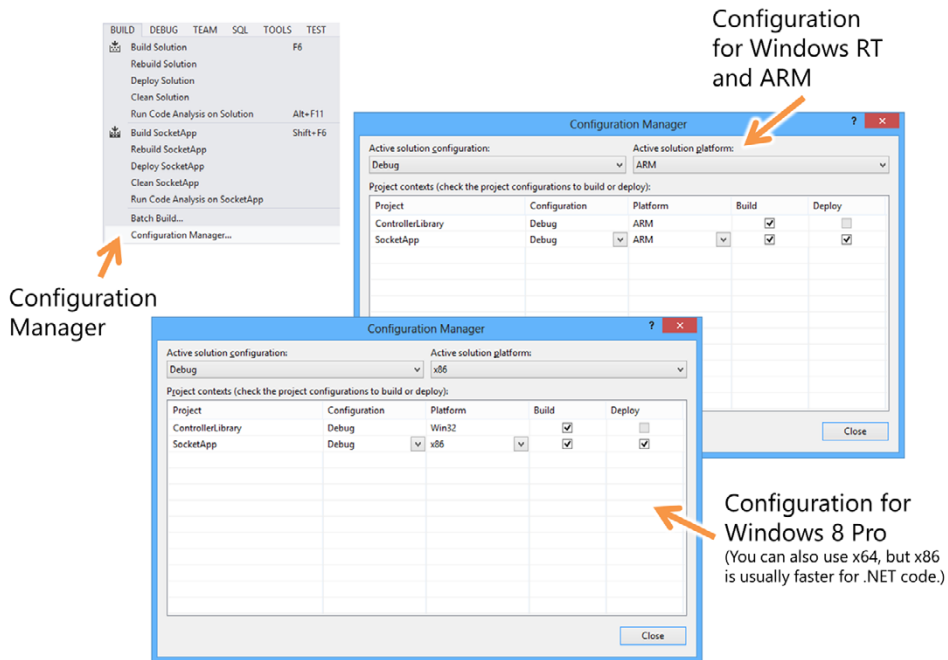 BUILD DEBUG TEAM SQL TOOLS TEST
Build Solution F6
Rebuild Solution
Deploy Solution
Clean Solution
Run Code Analysis on Solution Alt+F11
Build SocketApp Shift+F6
Rebuild SocketApp
Deploy SocketApp
Clean SocketApp
Run Code Analysis on SocketApp
Batch Build...
Configuration Manager...
Configuration
Manager
Configuration
for Windows RT
and ARM
Configuration Manager ? ×
Active solution configuration: Active solution platform:
Debug ARM
Project contexts (check the project configurations to build or deploy):
Project Configuration Platform Build Deploy
ControllerLibrary Debug ARM
SocketApp Debug ARM
Close
Configuration Manager ? ×
Active solution configuration: Active solution platform:
Debug x86
Project contexts (check the project configurations to build or deploy):
Project Configuration Platform Build Deploy
ControllerLibrary Debug Win32
SocketApp Debug x86
Close
Configuration for
Windows 8 Pro
(You can also use x64, but x86
is usually faster for .NET code.)